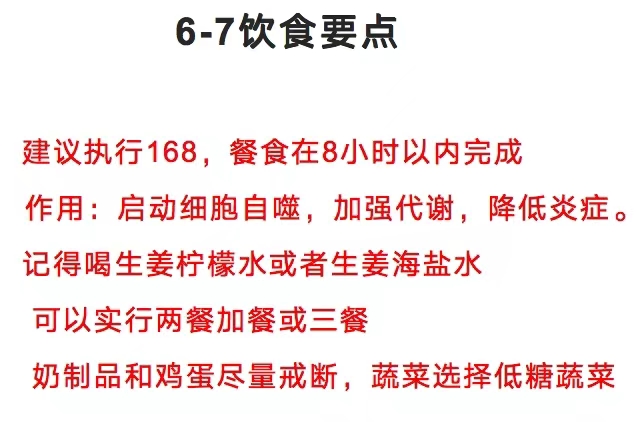 6-7饮食要点
建议执行168，餐食在8小时以内完成
作用：启动细胞自噬，加强代谢，降低炎症。
记得喝生姜柠檬水或者生姜海盐水
可以实行两餐加餐或三餐
奶制品和鸡蛋尽量戒断，蔬菜选择低糖蔬菜